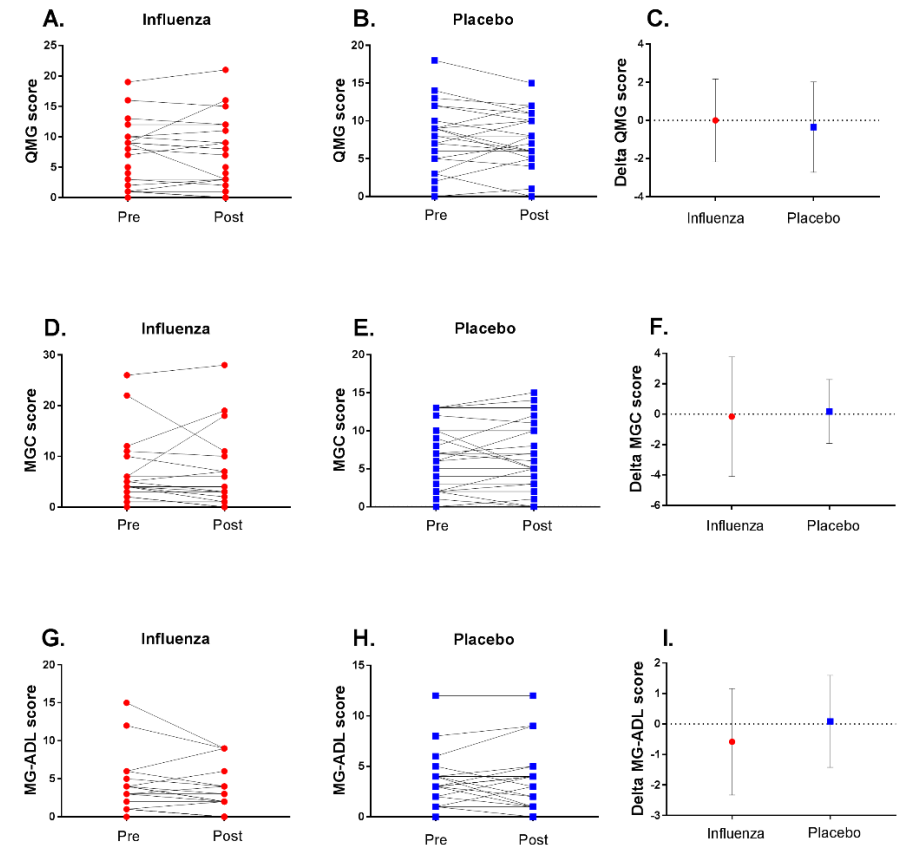 A.
Influenza
QMG score
25
20
15
10
5
0
Pre
Post
B.
Placebo
QMG score
20
15
10
5
0
Pre
Post
C.
Delta QMG score
4
2
0
-2
-4
Influenza
Placebo
D.
Influenza
MGC score
30
20
10
0
Pre
Post
E.
Placebo
MGC score
20
15
10
5
0
Pre
Post
F.
Delta MGC score
4
2
0
-2
-4
-6
Influenza
Placebo
G.
Influenza
MG-ADL score
20
15
10
5
0
Pre
Post
H.
Placebo
MG-ADL score
15
10
5
0
Pre
Post
I.
Delta MG-ADL score
2
1
0
-1
-2
-3
Influenza
Placebo